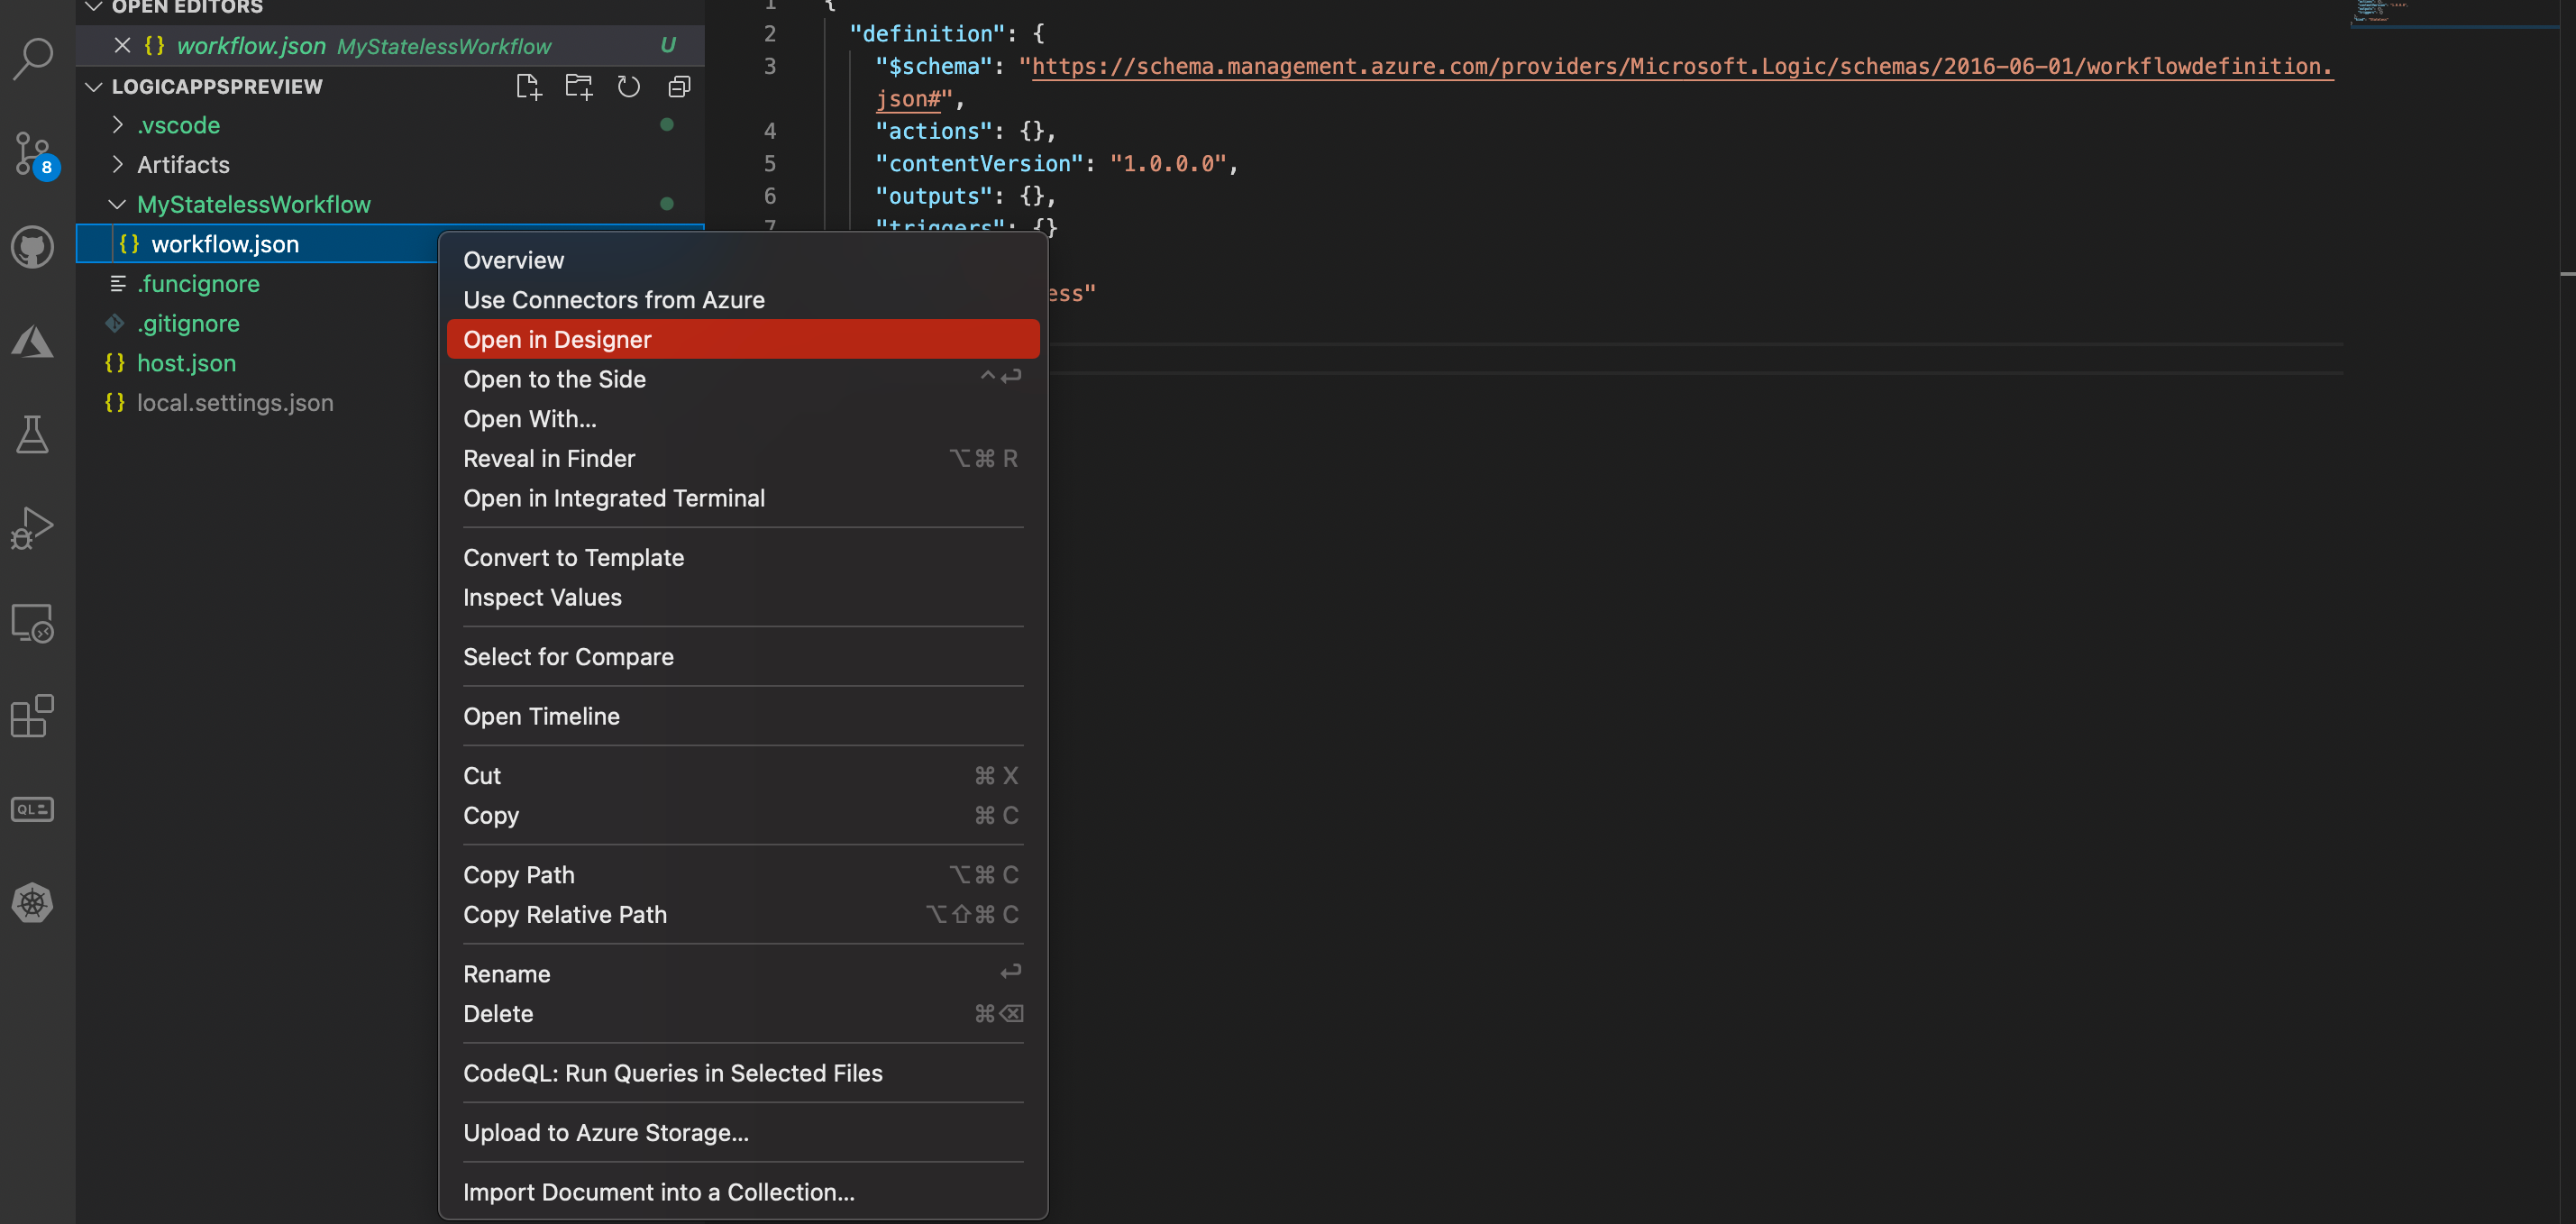 OPEN EDITORS
workflow.json MyStatelessWorkflow U
LOGICAPPSPREVIEW
.vscode
Artifacts
MyStatelessWorkflow
{} workflow.json
.funcignore
.gitignore
{} host.json
{} local.settings.json
8
QL
1 {
2 "definition": {
3 "$schema": "https://schema.management.azure.com/providers/Microsoft.Logic/schemas/2016-06-01/workflowdefinition.
json#",
4 "actions": {},
5 "contentVersion": "1.0.0.0",
6 "outputs": {},
7 "triggers": {}
ess"
Overview
Use Connectors from Azure
Open in Designer
Open to the Side ^↩
Open With...
Reveal in Finder ⌥⌘ R
Open in Integrated Terminal
Convert to Template
Inspect Values
Select for Compare
Open Timeline
Cut ⌘ X
Copy ⌘ C
Copy Path ⌥⌘ C
Copy Relative Path ⌥⇧⌘ C
Rename ↩
Delete ⌘⌫
CodeQL: Run Queries in Selected Files
Upload to Azure Storage...
Import Document into a Collection...